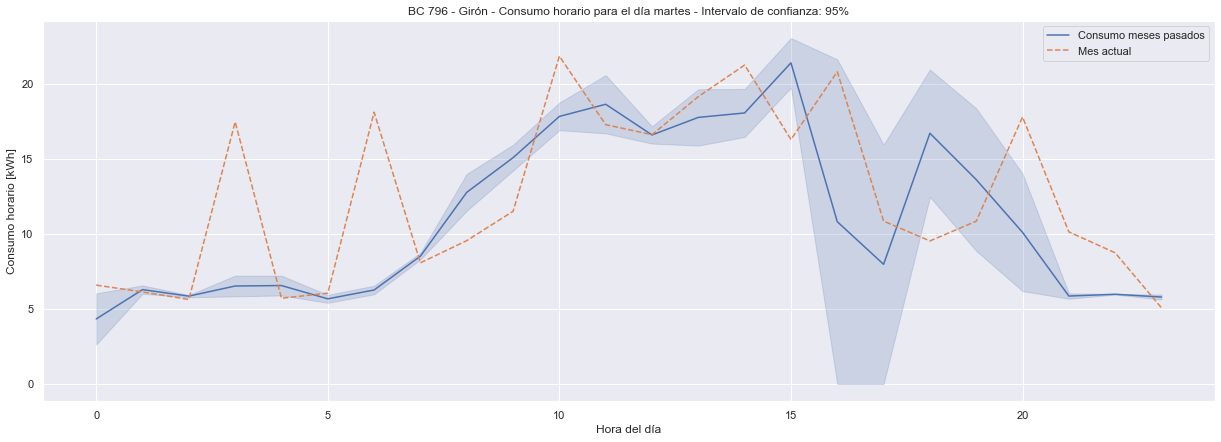 BC 796 - Girón - Consumo horario para el día martes - Intervalo de confianza: 95%
Consumo meses pasados
Mes actual
Consumo horario [kWh]
20
15
10
5
0
0 5 10 15 20
Hora del día